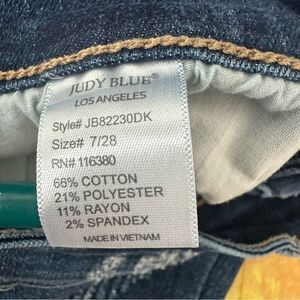 JUDY BLUE®
LOS ANGELES
Style# JB82230DK
Size# 7/28
RN# 116380
66% COTTON
21% POLYESTER
11% RAYON
2% SPANDEX
MADE IN VIETNAM